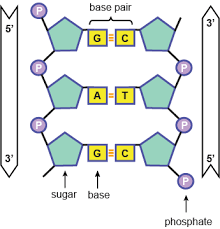 base pair
5' 3'
G C
P P
A T
P P
G C
3' 5'
P
sugar base
phosphate